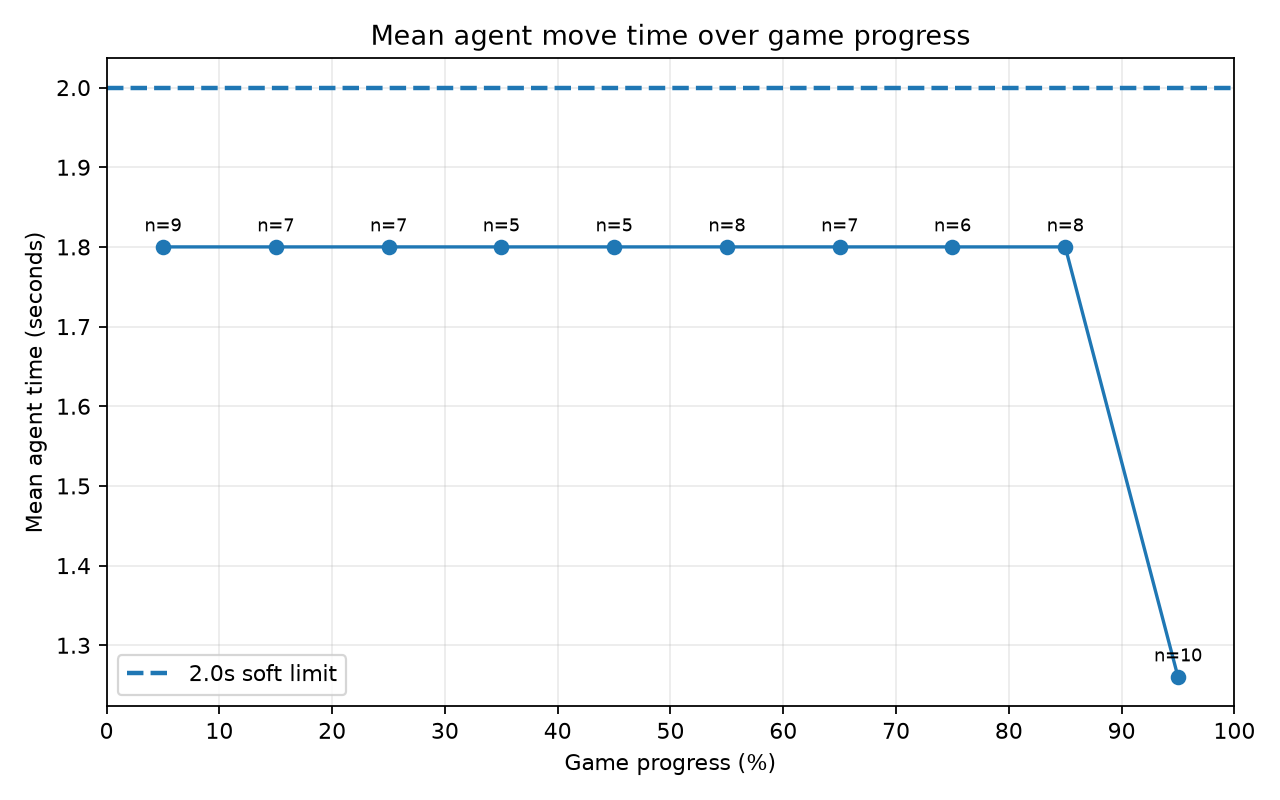 Mean agent move time over game progress
Mean agent time (seconds)
2.0
1.9
1.8
1.7
1.6
1.5
1.4
1.3
n=9
n=7
n=7
n=5
n=5
n=8
n=7
n=6
n=8
n=10
2.0s soft limit
0
10
20
30
40
50
60
70
80
90
100
Game progress (%)